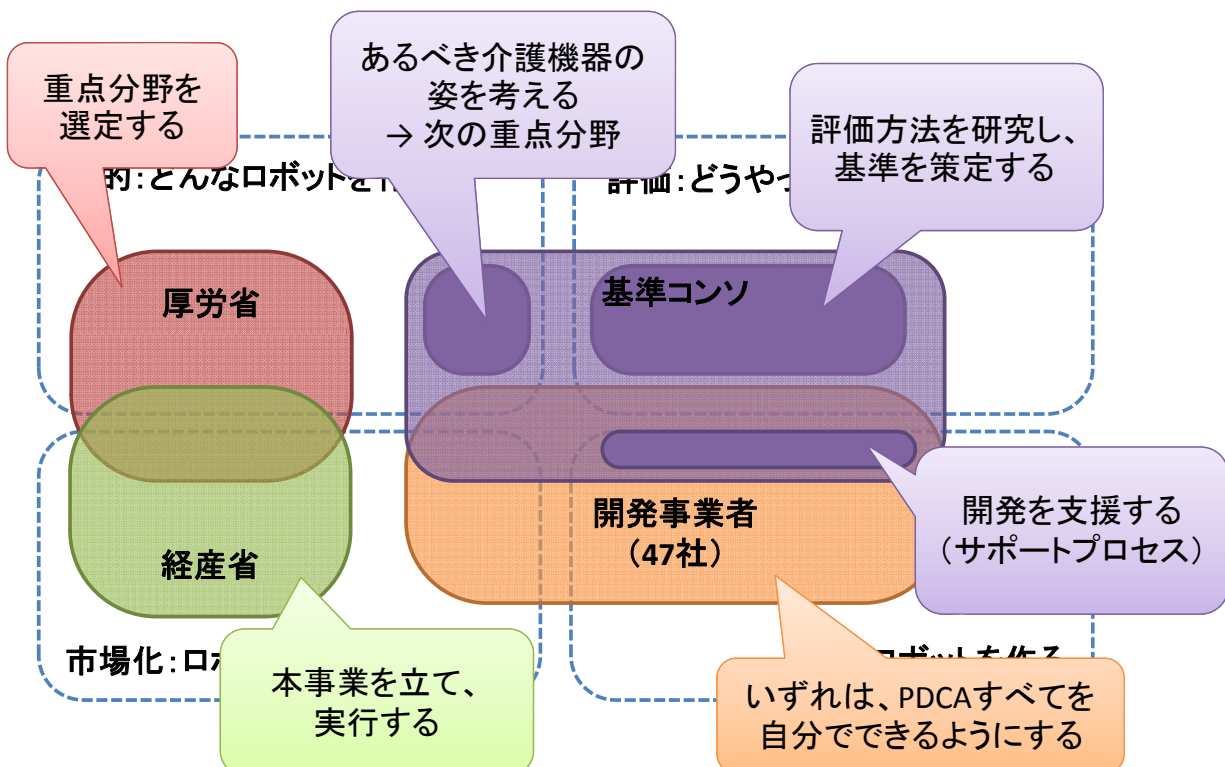 重点分野を
選定する
あるべき介護機器の
姿を考える
→ 次の重点分野
評価方法を研究し、
基準を策定する
的：どんなロボットを
評価：どうやっ
厚労省
基準コンソ
開発事業者
（47社）
経産省
開発を支援する
（サポートプロセス）
市場化：ロボ
ロボットを作る
本事業を立て、
実行する
いずれは、PDCAすべてを
自分でできるようにする